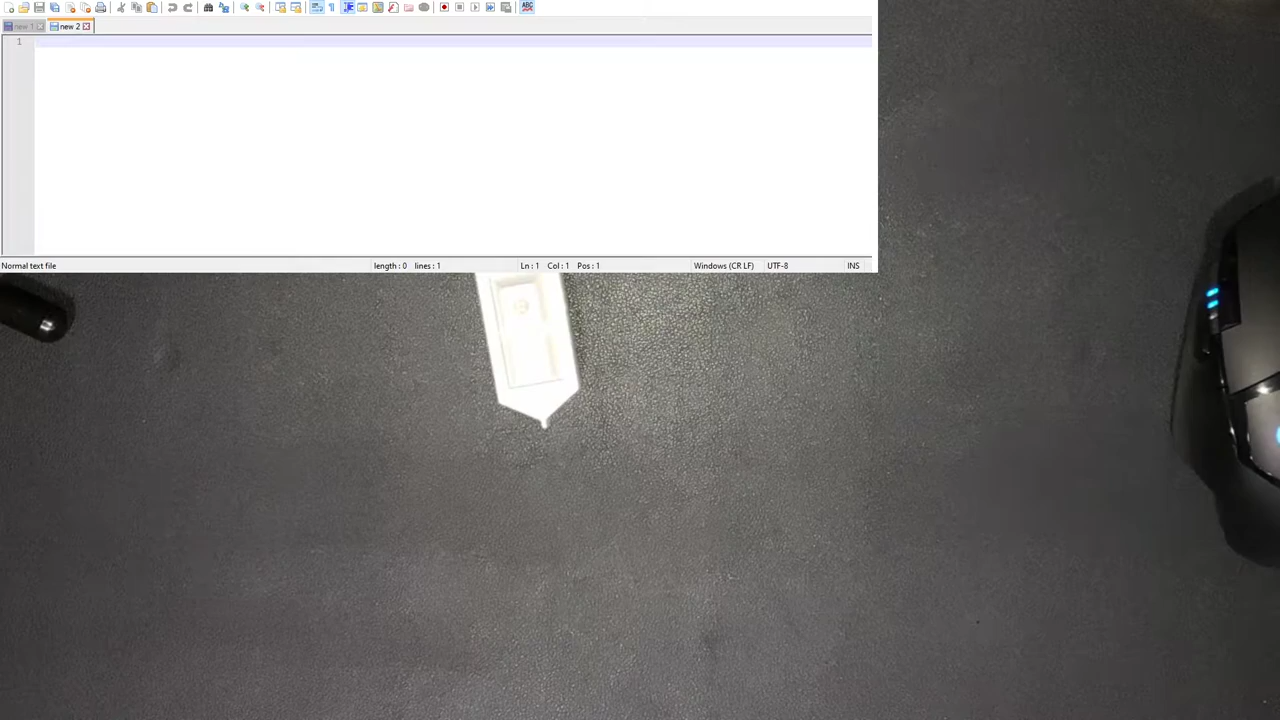 new 1
new 2
1
Normal text file
length : 0 lines : 1
Ln : 1 Col : 1 Pos : 1
Windows (CR LF)
UTF-8
INS
ABC